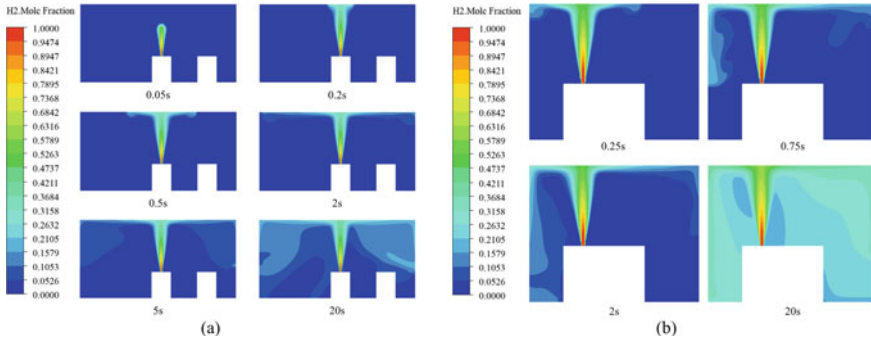 H2.Mole Fraction
1.0000
0.9474
0.8947
0.8421
0.7895
0.7368
0.6842
0.6316
0.5789
0.5263
0.4737
0.4211
0.3684
0.3158
0.2632
0.2105
0.1579
0.1053
0.0526
0.0000
0.05s
0.2s
0.5s
2s
5s
20s
(a)
H2.Mole Fraction
1.0000
0.9474
0.8947
0.8421
0.7895
0.7368
0.6842
0.6316
0.5789
0.5263
0.4737
0.4211
0.3684
0.3158
0.2632
0.2105
0.1579
0.1053
0.0526
0.0000
0.25s
0.75s
2s
20s
(b)